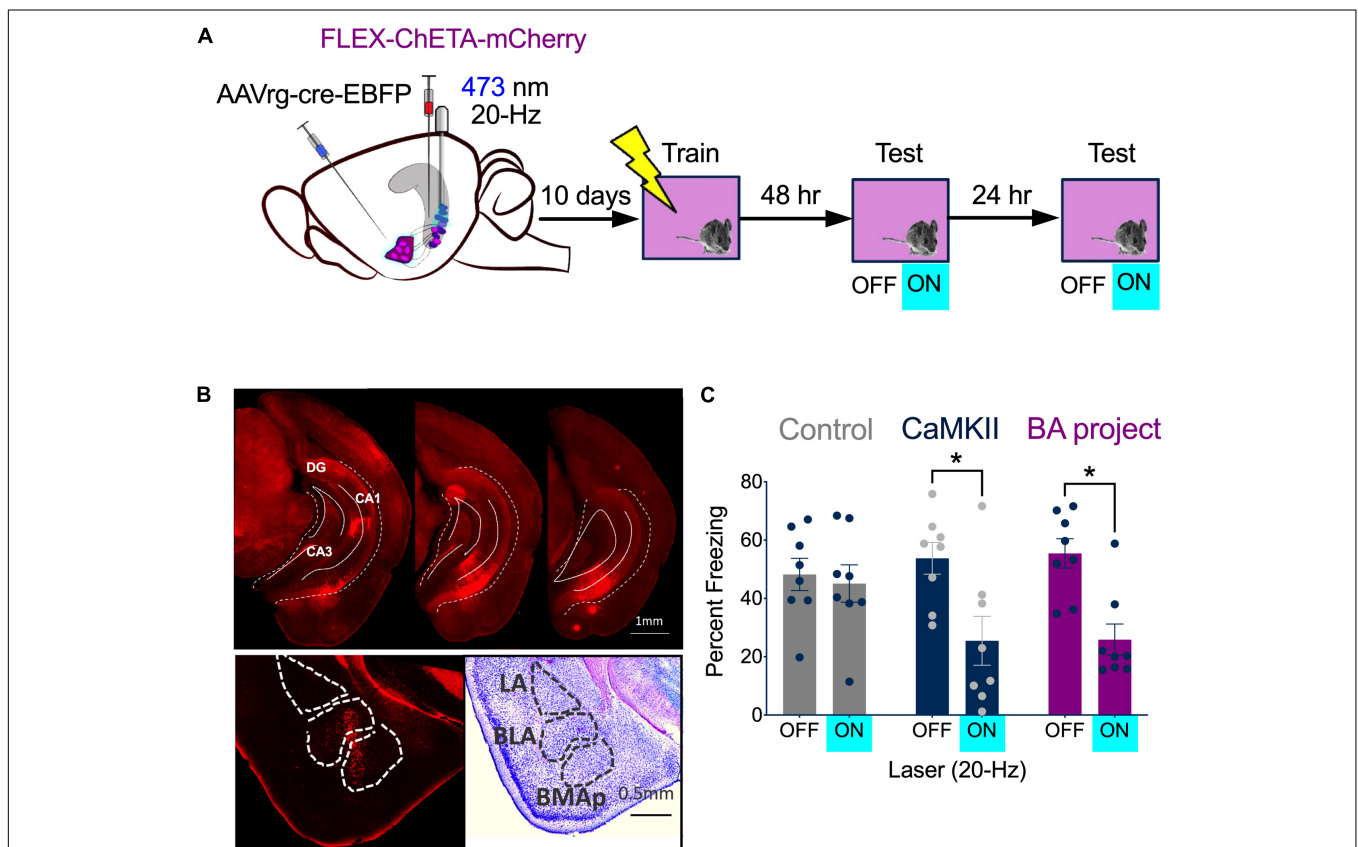 A
FLEX-ChETA-mCherry
AAVrg-cre-EBFP
473 nm
20-Hz
10 days
Train
48 hr
Test
24 hr
Test
OFF ON
OFF ON
B
DG
CA1
CA3
1mm
LA
BLA
BMAp
0.5mm
C
Control CaMKII BA project
* *
Percent Freezing
80
60
40
20
0
OFF ON OFF ON OFF ON
Laser (20-Hz)